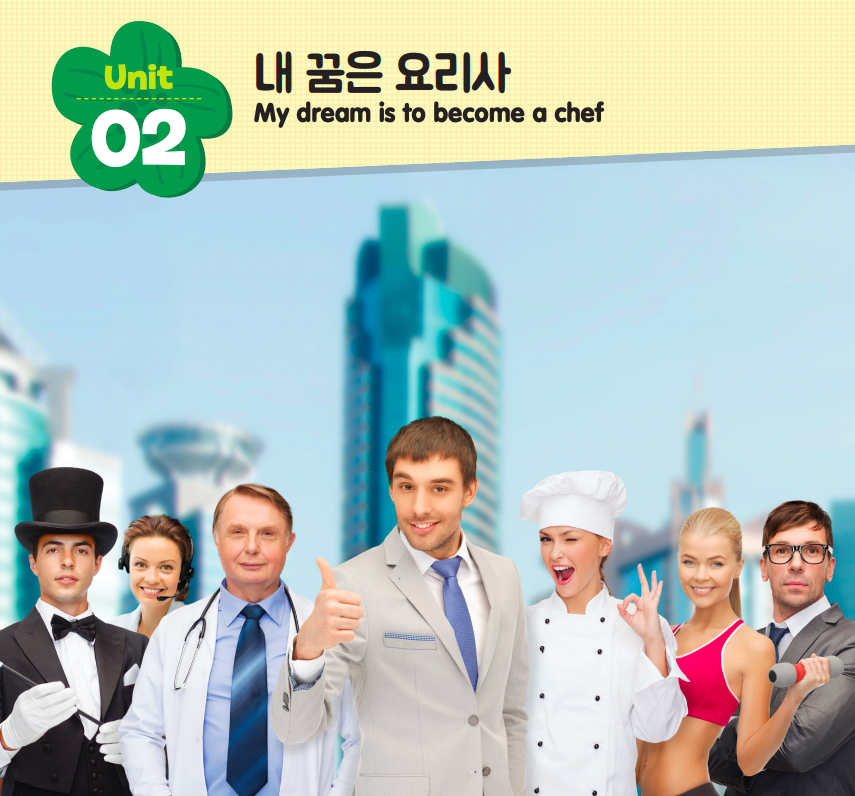 Unit
02
내 꿈은 요리사
My dream is to become a chef